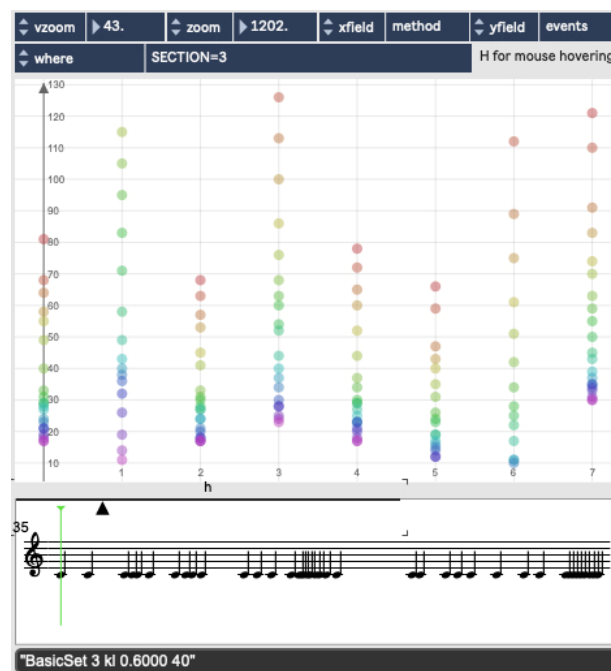 vzoom 43. zoom 1202. xfield method yfield events
where SECTION=3 H for mouse hovering
130
120
110
100
90
80
70
60
50
40
30
20
10 1 2 3 4 5 6 7
h
35
"BasicSet 3 kl 0.6000 40"